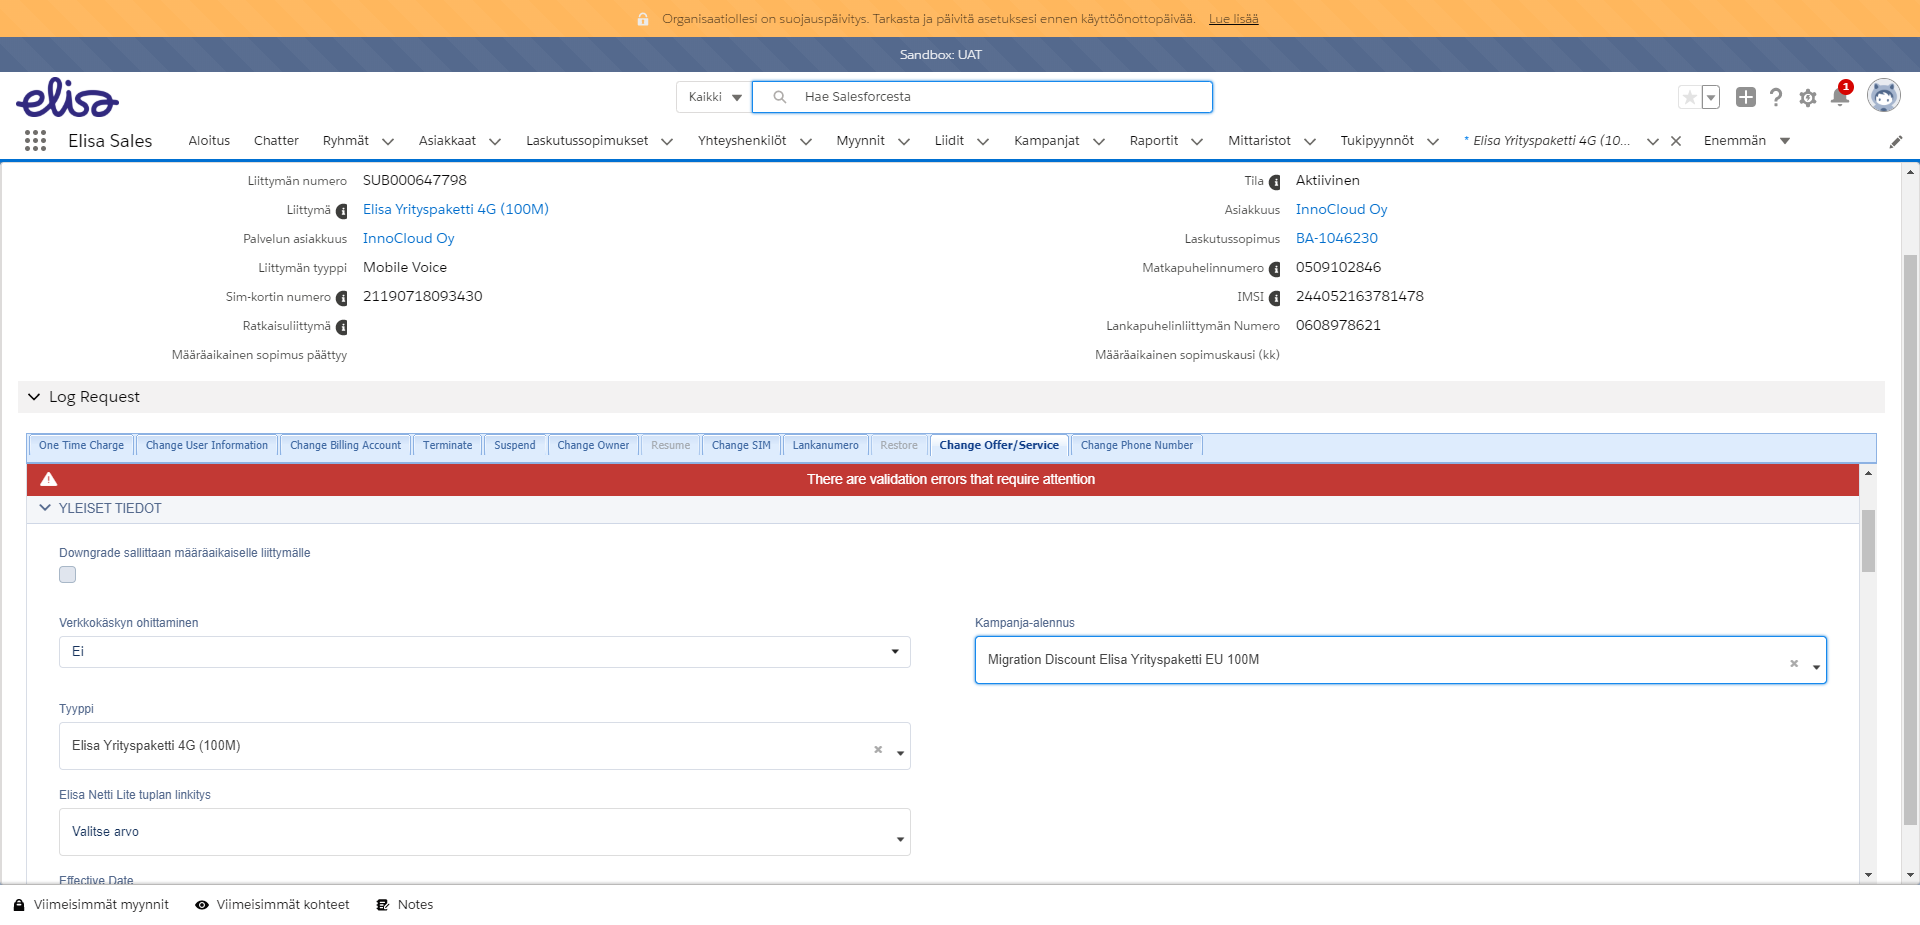 Organisaatiollesi on suojauspäivitys. Tarkasta ja päivitä asetuksesi ennen käyttöönottopäivää. Lue lisää
Sandbox: UAT
elisa
Kaikki
Hae Salesforcesta
1
Elisa Sales
Aloitus
Chatter
Ryhmät
Asiakkaat
Laskutussopimukset
Yhteyshenkilöt
Myynnit
Liidit
Kampanjat
Raportit
Mittaristot
Tukipyynnöt
* Elisa Yrityspaketti 4G (10...
Enemmän
Liittymän numero SUB000647798
Tila Aktiivinen
Liittymä Elisa Yrityspaketti 4G (100M)
Asiakkuus InnoCloud Oy
Palvelun asiakkuus InnoCloud Oy
Laskutussopimus BA-1046230
Liittymän tyyppi Mobile Voice
Matkapuhelinnumero 0509102846
Sim-kortin numero 21190718093430
IMSI 244052163781478
Ratkaisuliittymä
Lankapuhelinliittymän Numero 0608978621
Määräaikainen sopimus päättyy
Määräaikainen sopimuskausi (kk)
Log Request
One Time Charge
Change User Information
Change Billing Account
Terminate
Suspend
Change Owner
Resume
Change SIM
Lankanumero
Restore
Change Offer/Service
Change Phone Number
There are validation errors that require attention
YLEISET TIEDOT
Downgrade sallittaan määräaikaiselle liittymälle
Verkkokäskyn ohittaminen
Ei
Kampanja-alennus
Migration Discount Elisa Yrityspaketti EU 100M
Tyyppi
Elisa Yrityspaketti 4G (100M)
Elisa Netti Lite tuplan linkitys
Valitse arvo
Effective Date
Viimeisimmät myynnit
Viimeisimmät kohteet
Notes